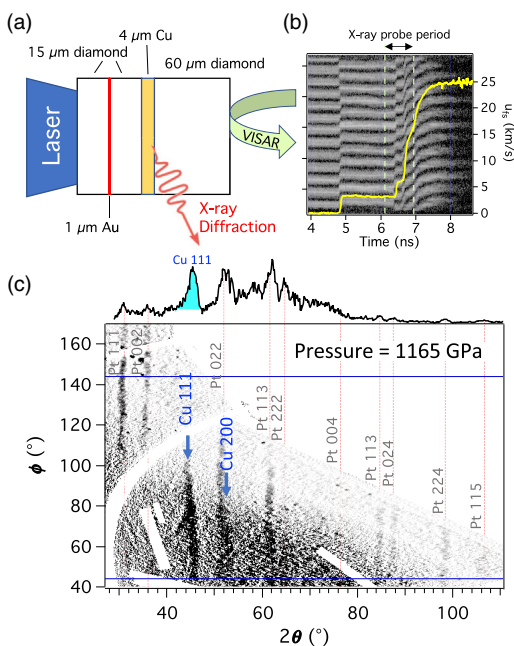 (a)
4 µm Cu
15 µm diamond
60 µm diamond
Laser
VISAR
X-ray
Diffraction
1 µm Au
(b)
X-ray probe period
25
20
15
10
5
0
u_fs (km/s)
4 5 6 7 8
Time (ns)
(c)
Cu 111
Pressure = 1165 GPa
Pt 111
Pt 002
Cu 111
Pt 022
Cu 200
Pt 113
Pt 222
Pt 004
Pt 113
Pt 024
Pt 224
Pt 115
160
140
120
100
80
60
40
ϕ (°)
40 60 80 100
2θ (°)